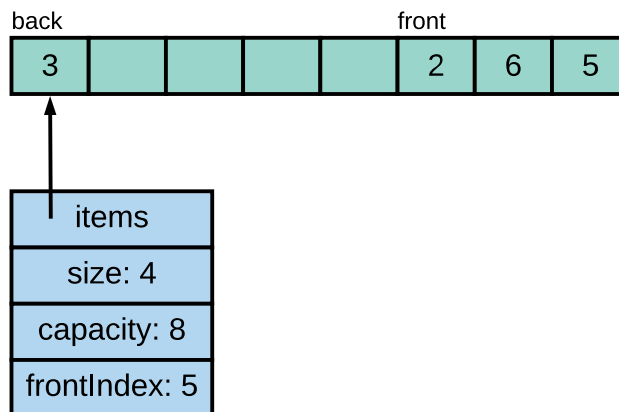 back front
3 2 6 5
items
size: 4
capacity: 8
frontIndex: 5